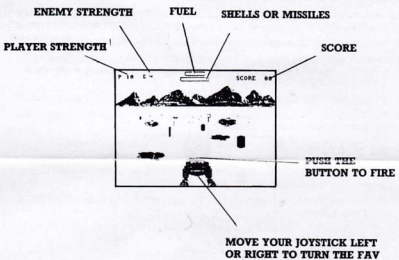 ENEMY STRENGTH
FUEL
SHELLS OR MISSILES
PLAYER STRENGTH
SCORE
SCORE
PUSH THE
BUTTON TO FIRE
MOVE YOUR JOYSTICK LEFT
OR RIGHT TO TURN THE FAV